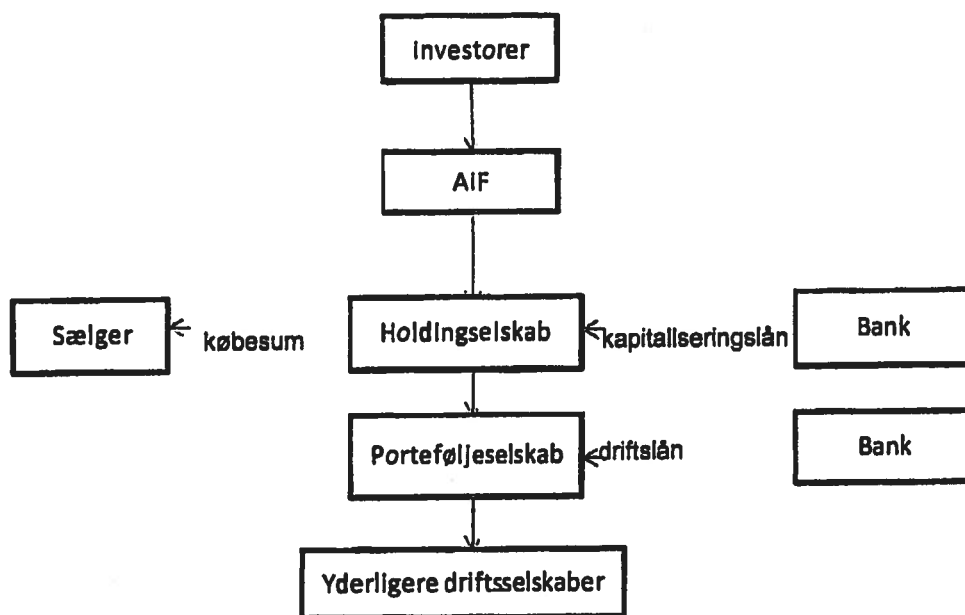 Investorer
AIF
Sælger
købesum
Holdingselskab
kapitaliseringslån
Bank
Porteføljeselskab
driftslån
Bank
Yderligere driftsselskaber